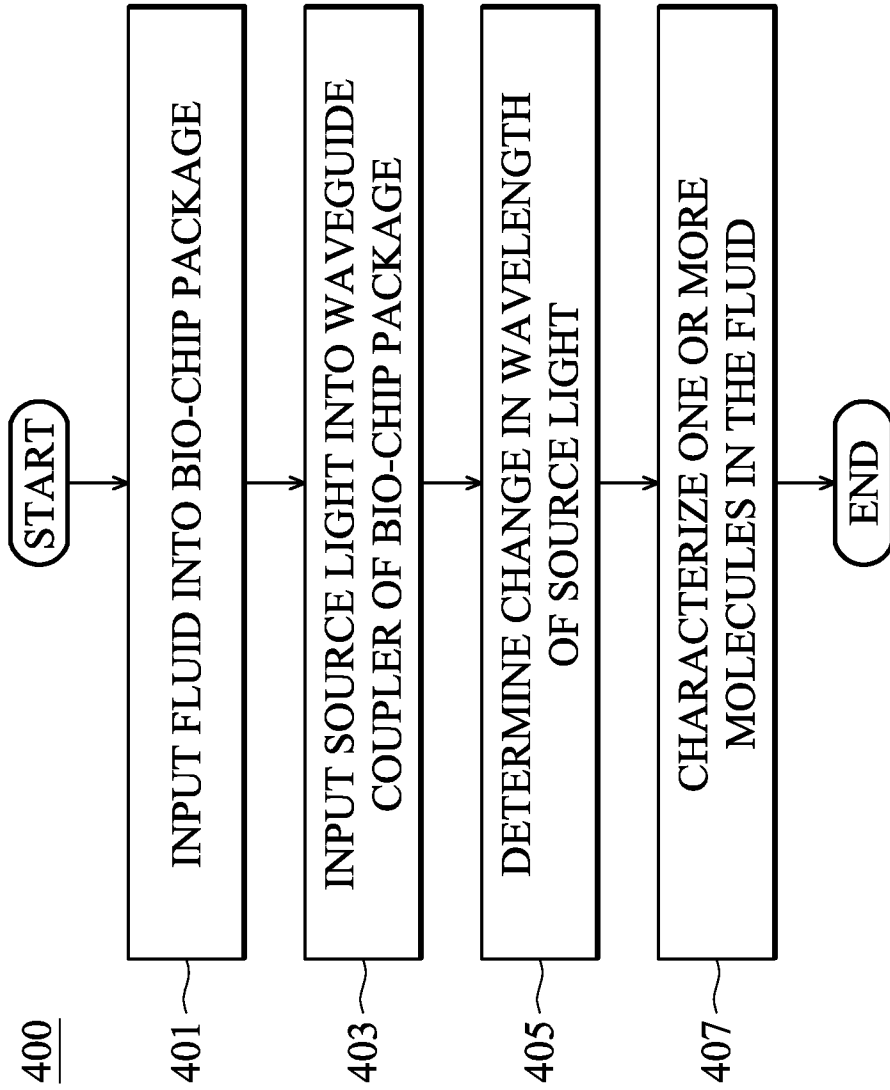 400
START
401
INPUT FLUID INTO BIO-CHIP PACKAGE
403
INPUT SOURCE LIGHT INTO WAVEGUIDE
COUPLER OF BIO-CHIP PACKAGE
405
DETERMINE CHANGE IN WAVELENGTH
OF SOURCE LIGHT
407
CHARACTERIZE ONE OR MORE
MOLECULES IN THE FLUID
END